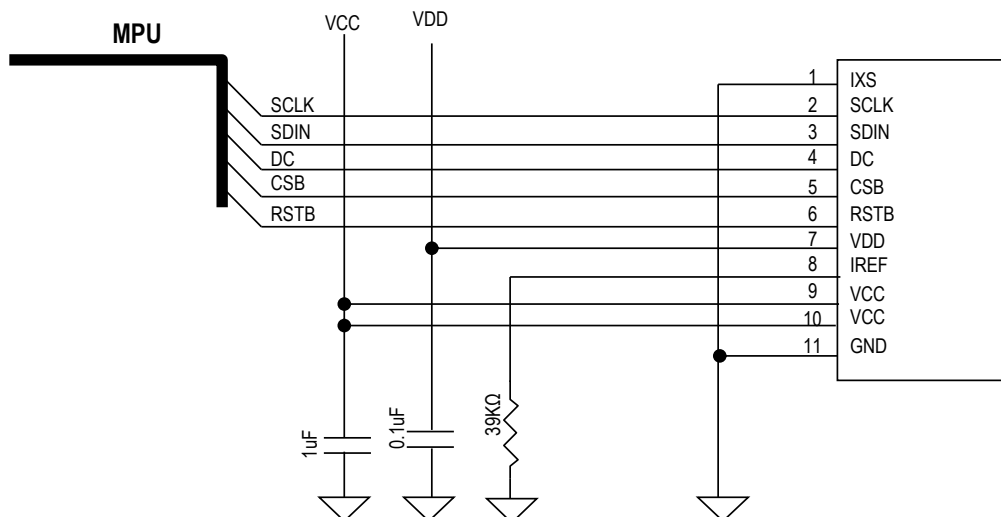 MPU
VCC
VDD
SCLK
SDIN
DC
CSB
RSTB
1 IXS
2 SCLK
3 SDIN
4 DC
5 CSB
6 RSTB
7 VDD
8 IREF
9 VCC
10 VCC
11 GND
1uF
0.1uF
39KΩ